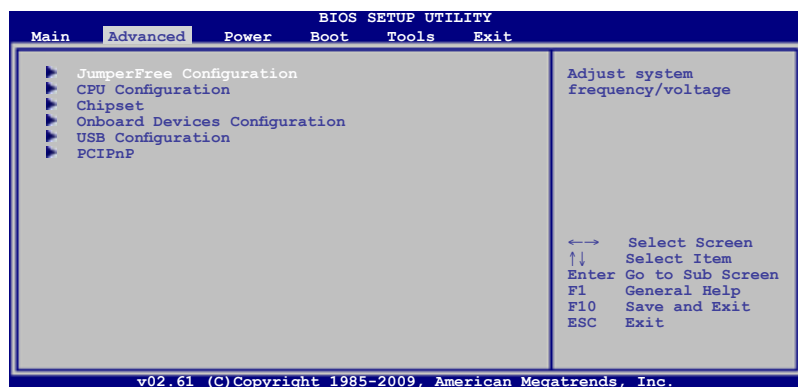 BIOS SETUP UTILITY
Main Advanced Power Boot Tools Exit
JumperFree Configuration
CPU Configuration
Chipset
Onboard Devices Configuration
USB Configuration
PCIPnP
Adjust system
frequency/voltage
←→ Select Screen
↑↓ Select Item
Enter Go to Sub Screen
F1 General Help
F10 Save and Exit
ESC Exit
v02.61 (C)Copyright 1985-2009, American Megatrends, Inc.